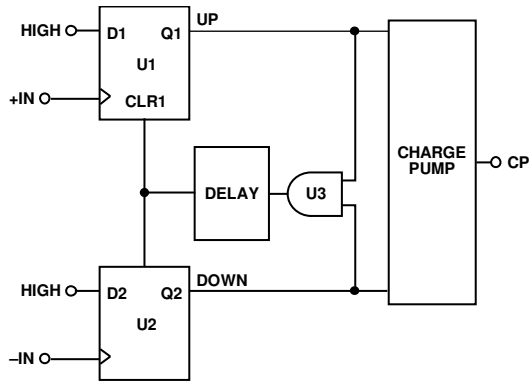 UP
HIGH
D1
Q1
U1
+IN
CLR1
DELAY
U3
CHARGE
PUMP
CP
DOWN
HIGH
D2
Q2
U2
–IN